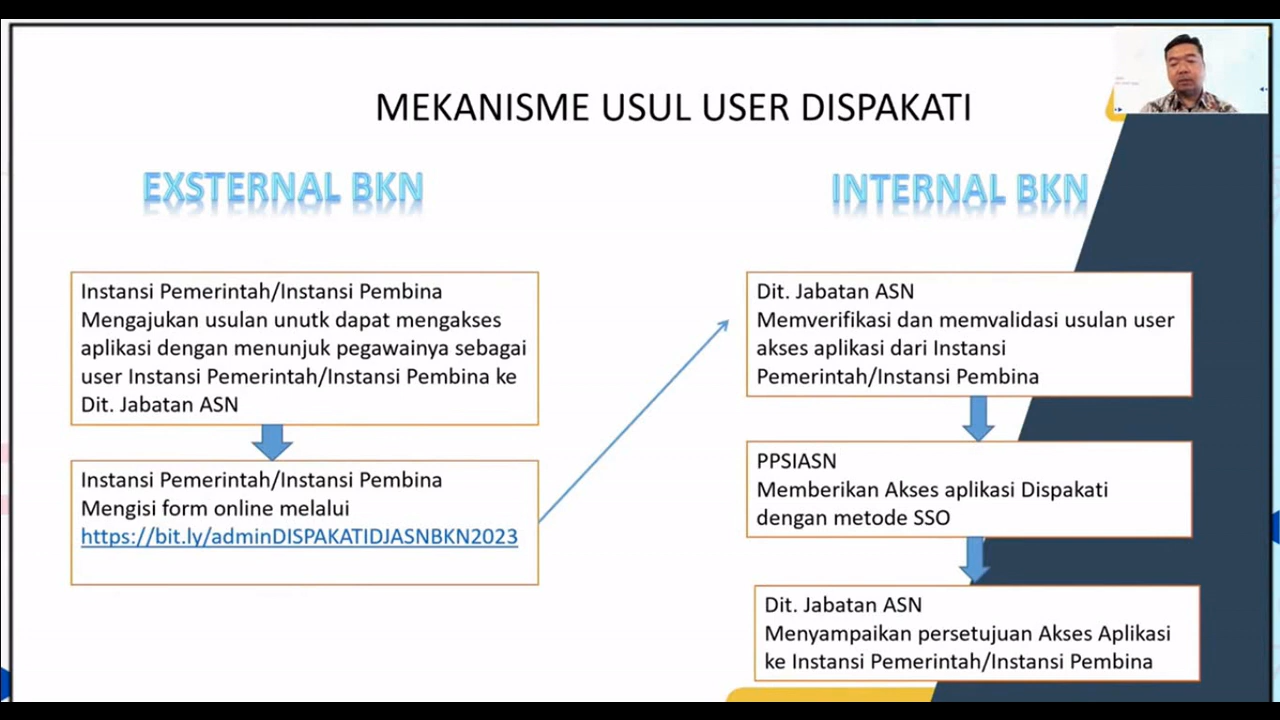 MEKANISME USUL USER DISPAKATI
EXSTERNAL BKN
Instansi Pemerintah/Instansi Pembina
Mengajukan usulan unutk dapat mengakses
aplikasi dengan menunjuk pegawainya sebagai
user Instansi Pemerintah/Instansi Pembina ke
Dit. Jabatan ASN
Instansi Pemerintah/Instansi Pembina
Mengisi form online melalui
https://bit.ly/adminDISPAKATIDJASNBKN2023
INTERNAL BKN
Dit. Jabatan ASN
Memverifikasi dan memvalidasi usulan user
akses aplikasi dari Instansi
Pemerintah/Instansi Pembina
PPSIASN
Memberikan Akses aplikasi Dispakati
dengan metode SSO
Dit. Jabatan ASN
Menyampaikan persetujuan Akses Aplikasi
ke Instansi Pemerintah/Instansi Pembina